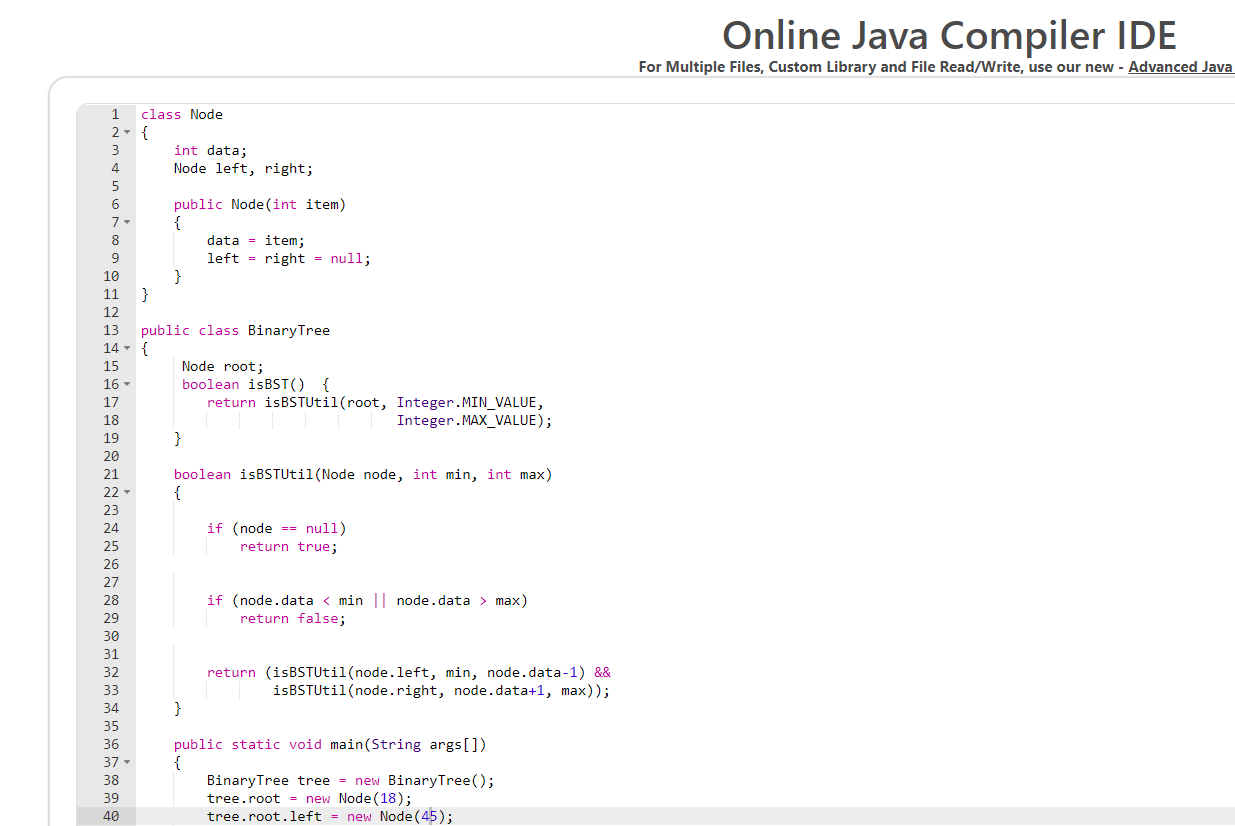 Online Java Compiler IDE
For Multiple Files, Custom Library and File Read/Write, use our new - Advanced Java
1 class Node
2 {
3     int data;
4     Node left, right;
5
6     public Node(int item)
7     {
8         data = item;
9         left = right = null;
10     }
11 }
12
13 public class BinaryTree
14 {
15      Node root;
16      boolean isBST()  {
17         return isBSTUtil(root, Integer.MIN_VALUE,
18                                Integer.MAX_VALUE);
19     }
20
21     boolean isBSTUtil(Node node, int min, int max)
22     {
23
24         if (node == null)
25             return true;
26
27
28         if (node.data < min || node.data > max)
29             return false;
30
31
32         return (isBSTUtil(node.left, min, node.data-1) &&
33                 isBSTUtil(node.right, node.data+1, max));
34     }
35
36     public static void main(String args[])
37     {
38         BinaryTree tree = new BinaryTree();
39         tree.root = new Node(18);
40         tree.root.left = new Node(45);